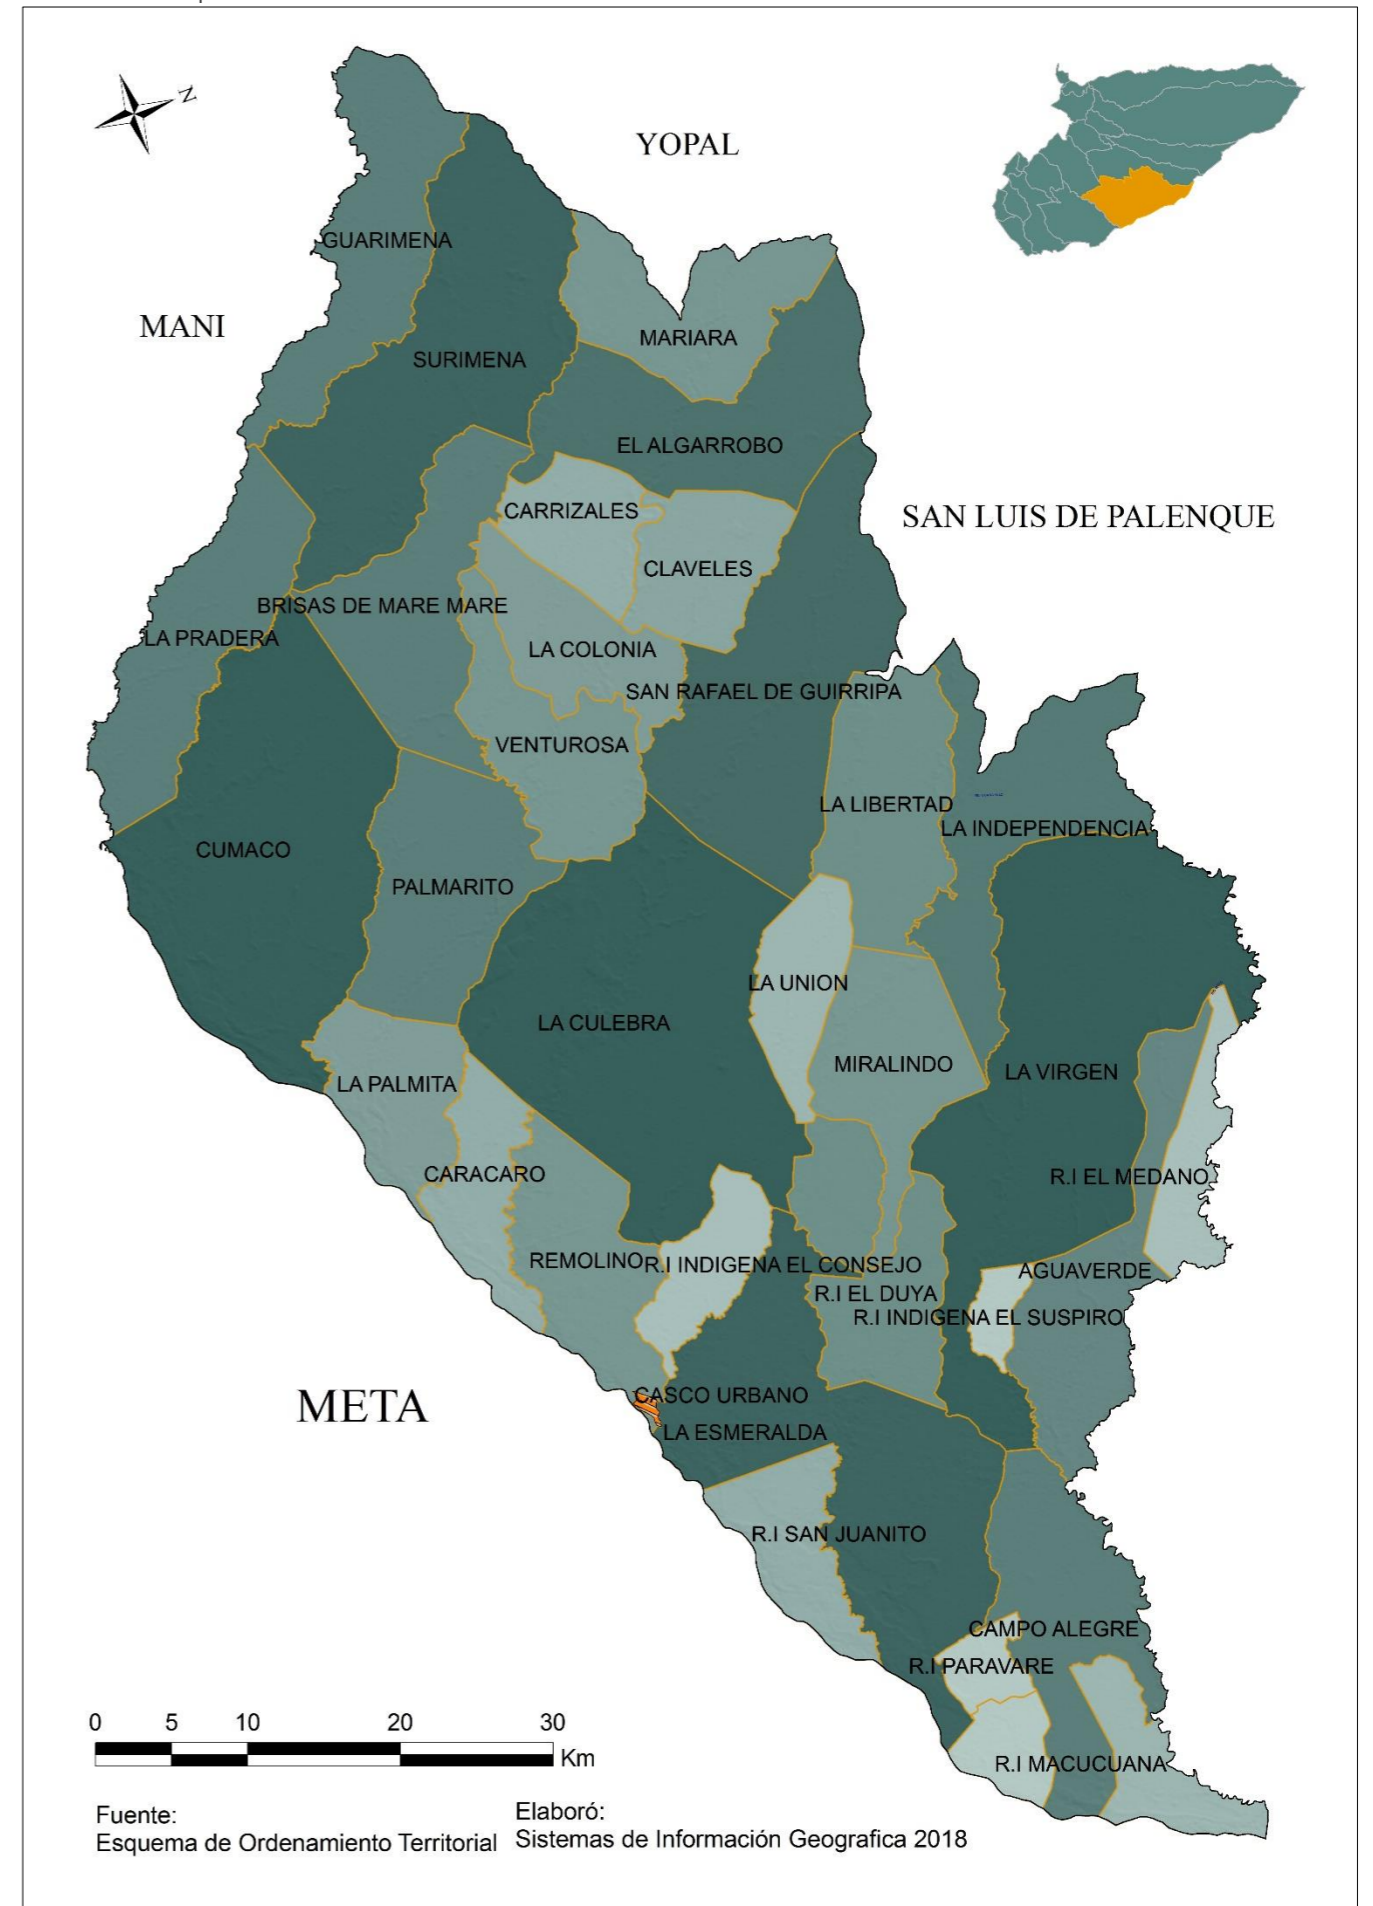 N
YOPAL
GUARIMENA
MANI
MARIARA
SURIMENA
EL ALGARROBO
CARRIZALES
SAN LUIS DE PALENQUE
CLAVELES
BRISAS DE MARE MARE
LA PRADERA
LA COLONIA
SAN RAFAEL DE GUIRRIPA
VENTUROSA
LA LIBERTAD
LA INDEPENDENCIA
CUMACO
PALMARITO
LA UNION
LA CULEBRA
MIRALINDO
LA VIRGEN
LA PALMITA
CARACARO
R.I EL MEDANO
REMOLINO
R.I INDIGENA EL CONSEJO
AGUAVERDE
R.I EL DUYA
R.I INDIGENA EL SUSPIRO
META
CASCO URBANO
LA ESMERALDA
R.I SAN JUANITO
CAMPO ALEGRE
R.I PARAVARE
R.I MACUCUANA
0 5 10 20 30
Km
Fuente:
Esquema de Ordenamiento Territorial
Elaboró:
Sistemas de Información Geografica 2018